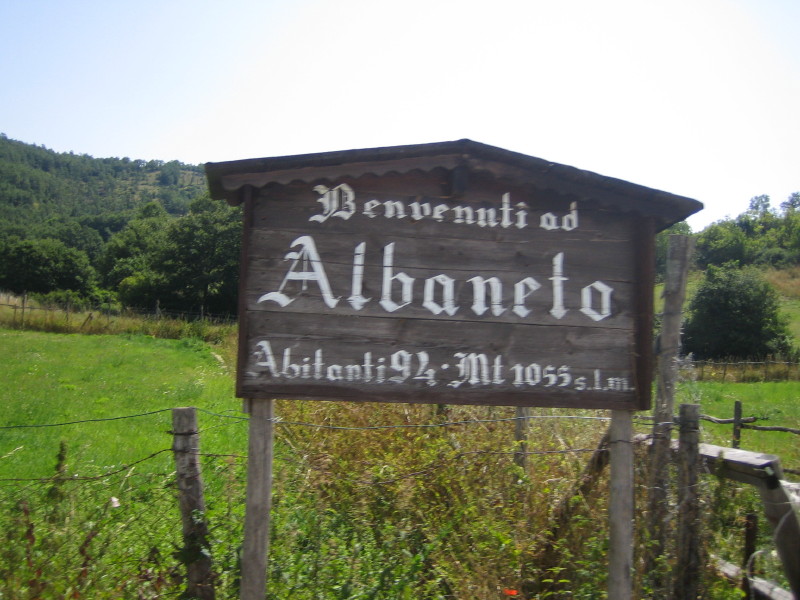 Benvenuti ad
Albaneto
Abitanti 94 · Mt 1055 s.l.m.